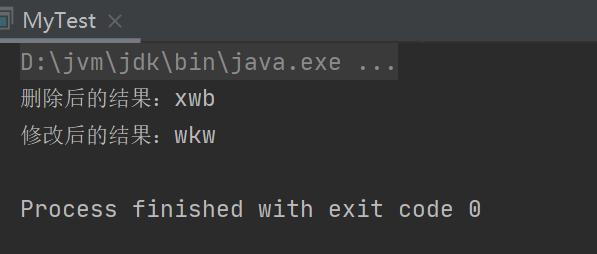 MyTest
D:\jvm\jdk\bin\java.exe ...
删除后的结果：xwb
修改后的结果：wkw
Process finished with exit code 0